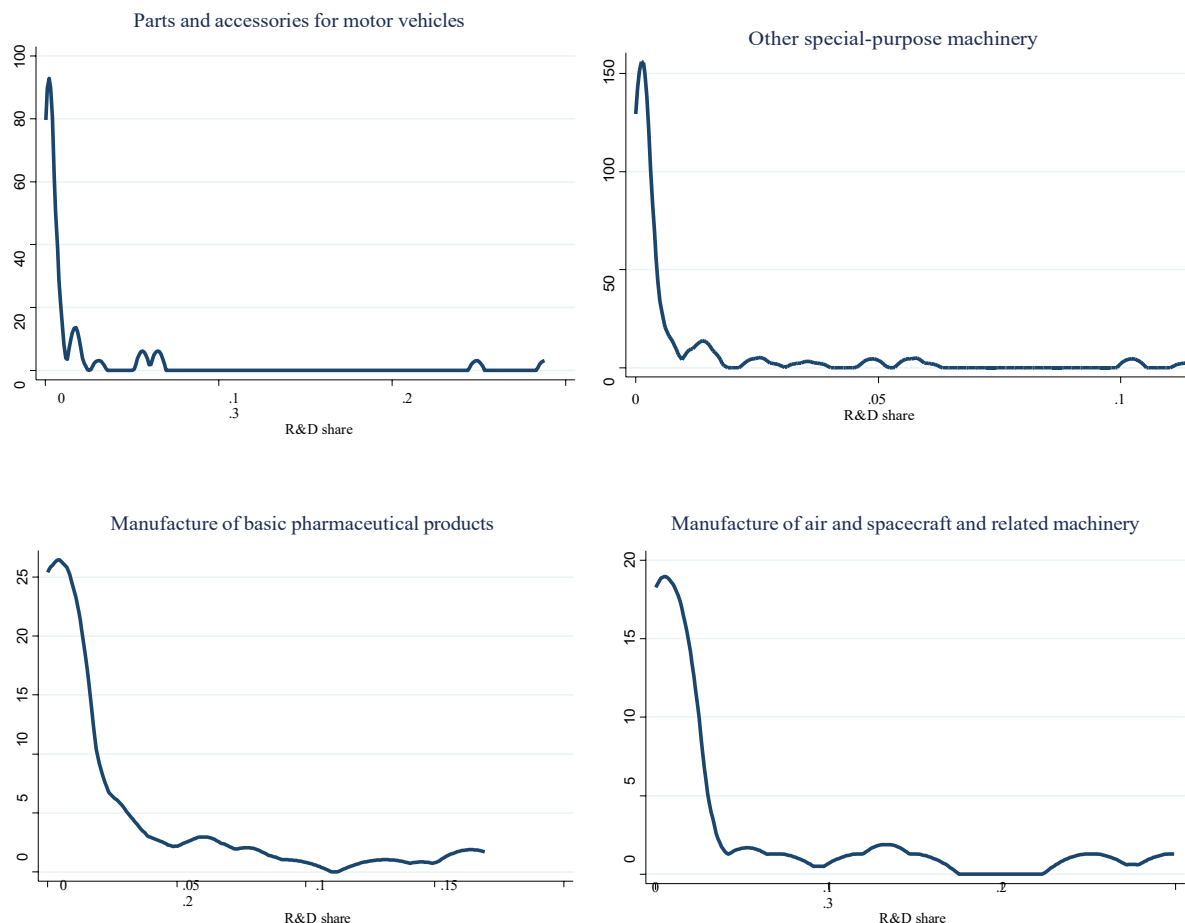 Parts and accessories for motor vehicles
100
80
60
40
20
0
0 .1 .2
.3
R&D share
Other special-purpose machinery
150
100
50
0
0 .05 .1
R&D share
Manufacture of basic pharmaceutical products
25
20
15
10
5
0
0 .05 .1 .15
.2
R&D share
Manufacture of air and spacecraft and related machinery
20
15
10
5
0
0 .1 .2
.3
R&D share